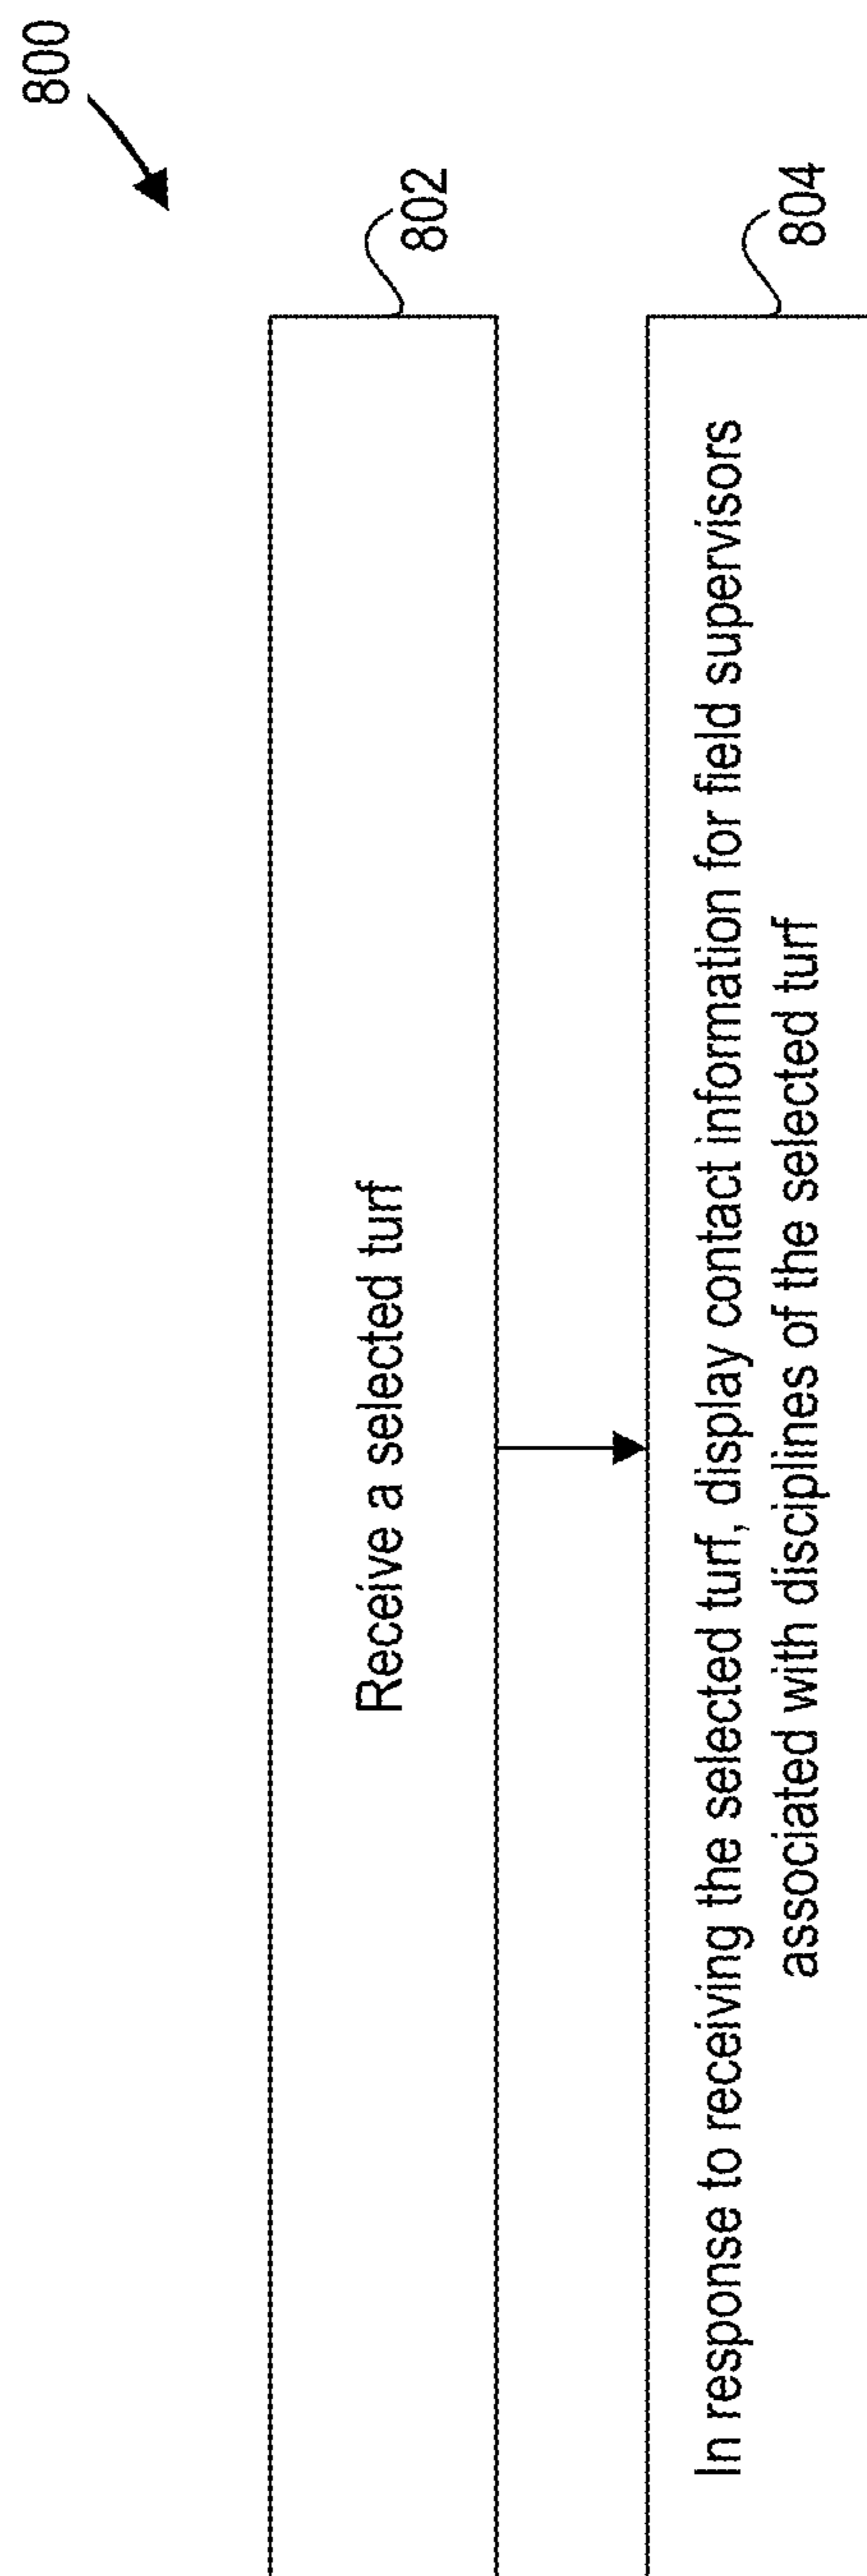 800
Receive a selected turf
802
In response to receiving the selected turf, display contact information for field supervisors
associated with disciplines of the selected turf
804